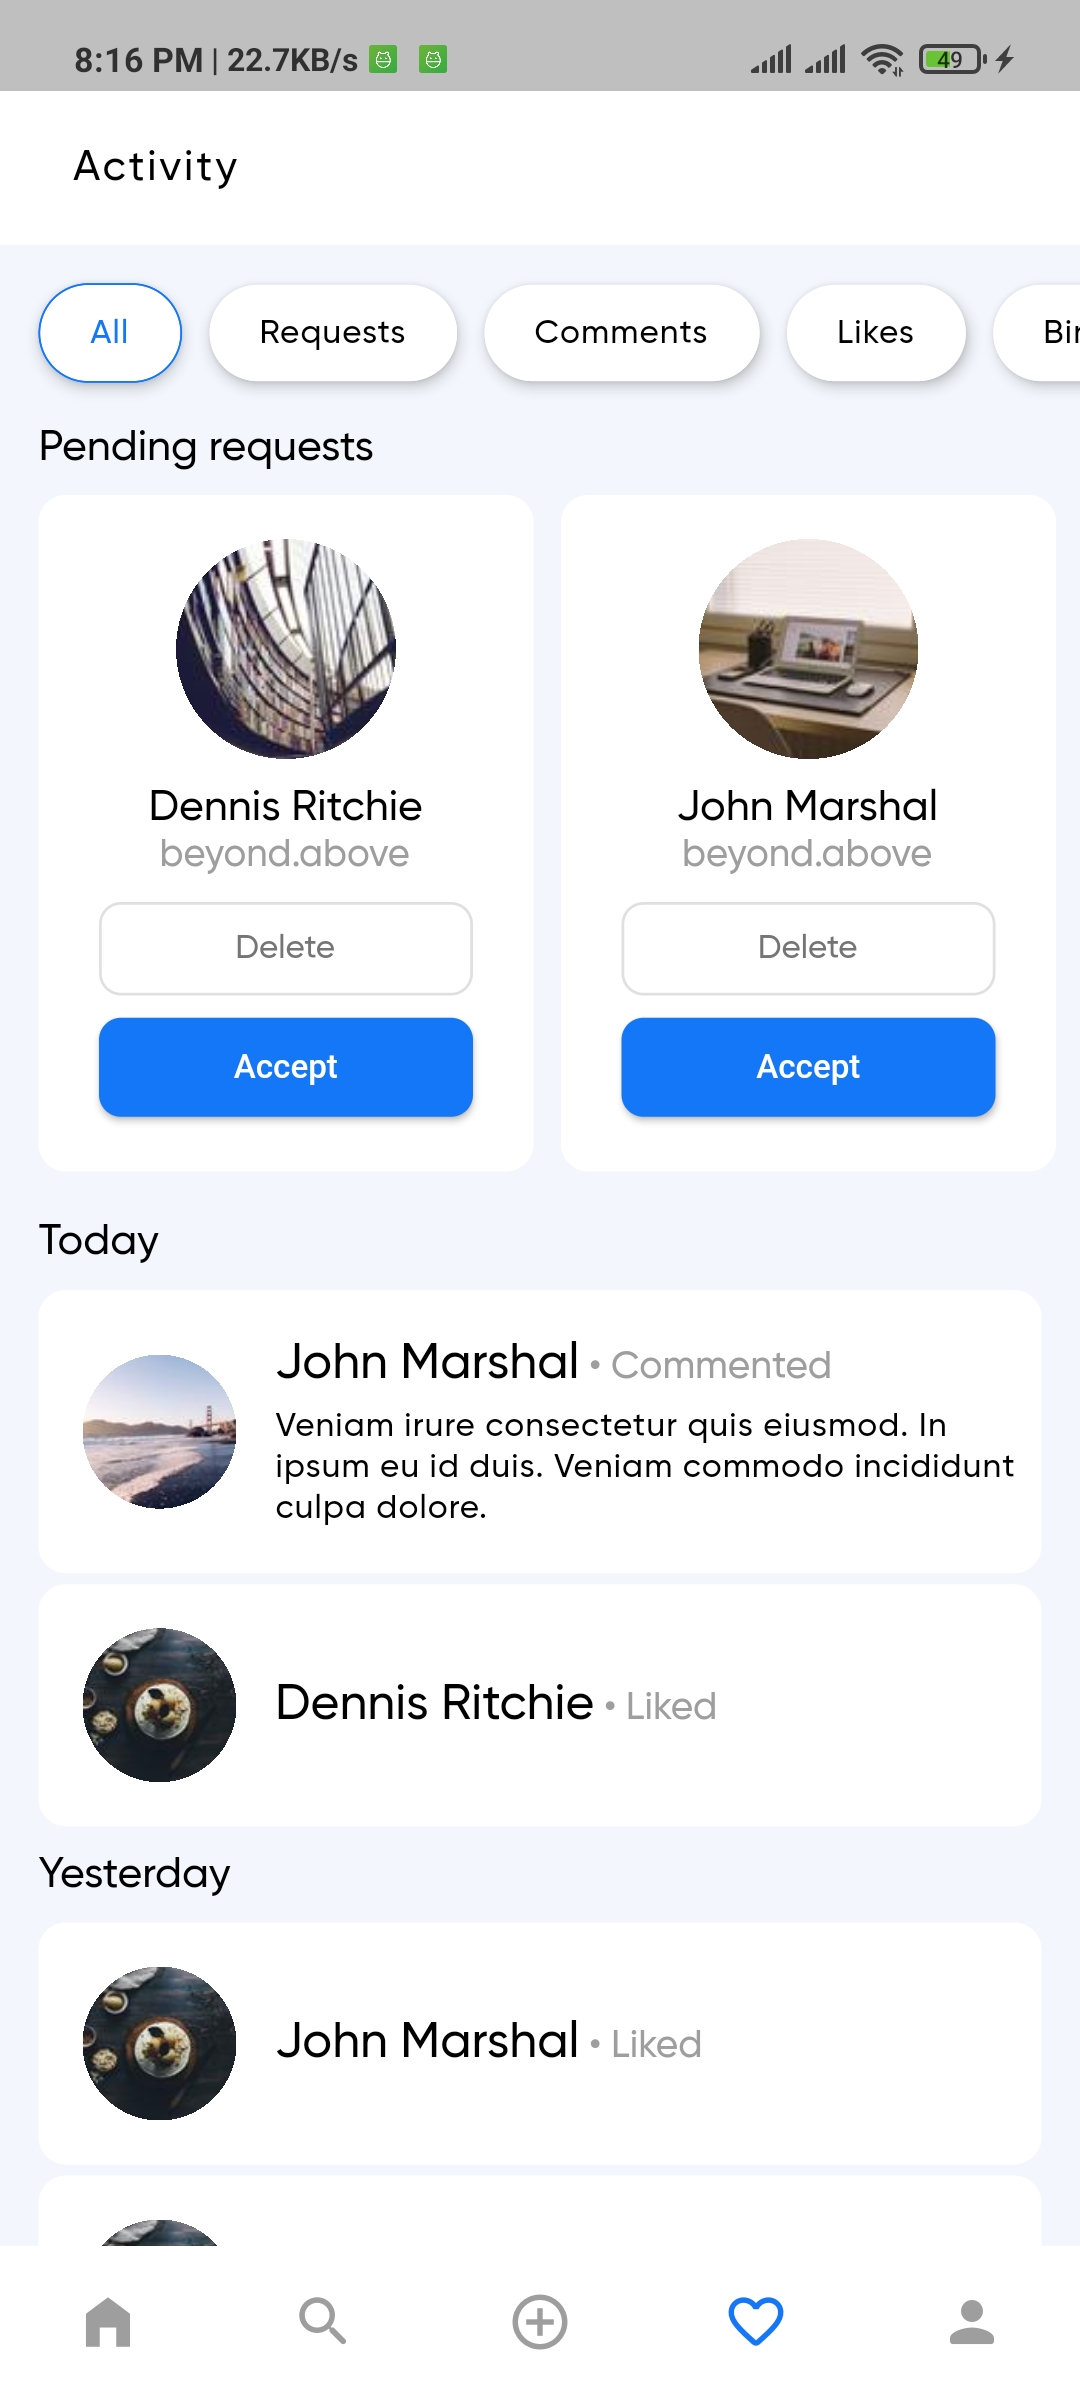 8:16 PM | 22.7KB/s
49
Activity
All
Requests
Comments
Likes
Pending requests
Dennis Ritchie
beyond.above
Delete
Accept
John Marshal
beyond.above
Delete
Accept
Today
John Marshal • Commented
Veniam irure consectetur quis eiusmod. In
ipsum eu id duis. Veniam commodo incididunt
culpa dolore.
Dennis Ritchie • Liked
Yesterday
John Marshal • Liked